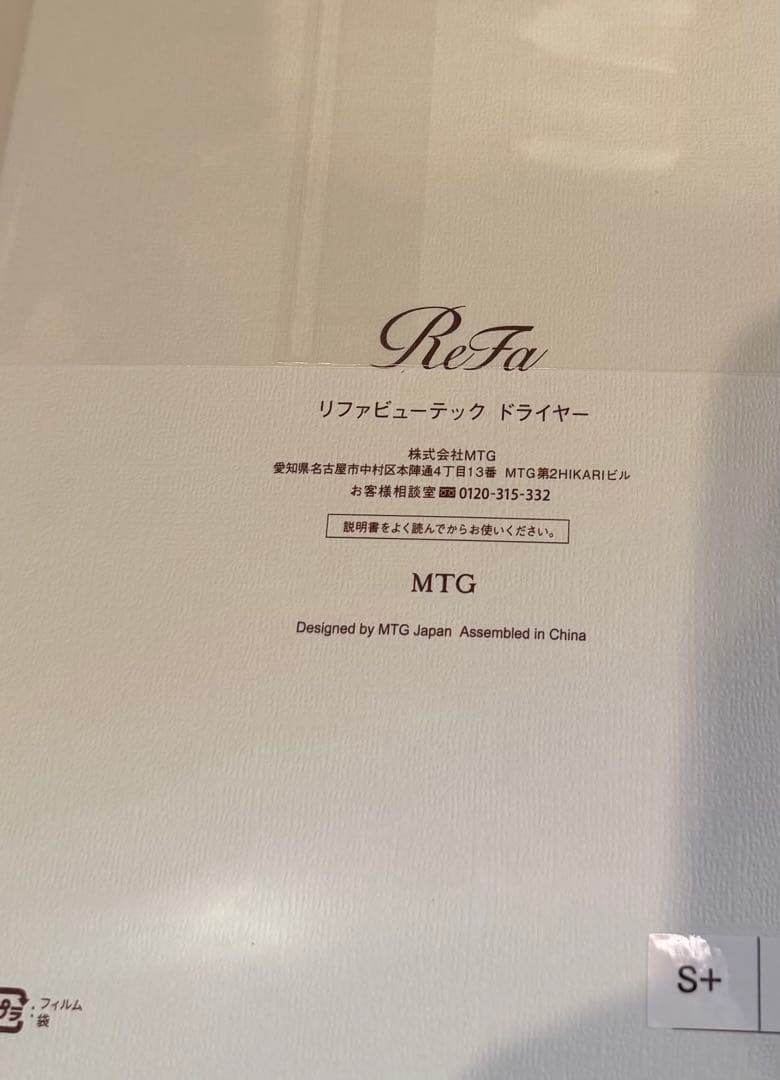 ReFa
リファビューテック ドライヤー
株式会社MTG
愛知県名古屋市中村区本陣通4丁目13番 MTG第2HIKARIビル
お客様相談室 0120-315-332
説明書をよく読んでからお使いください。
MTG
Designed by MTG Japan Assembled in China
S+
プラ : フィルム
袋